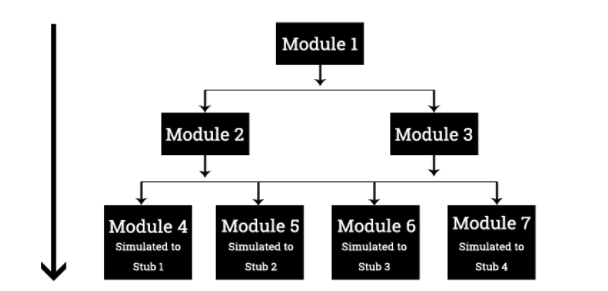 Module 1
Module 2
Module 3
Module 4
Simulated to
Stub 1
Module 5
Simulated to
Stub 2
Module 6
Simulated to
Stub 3
Module 7
Simulated to
Stub 4